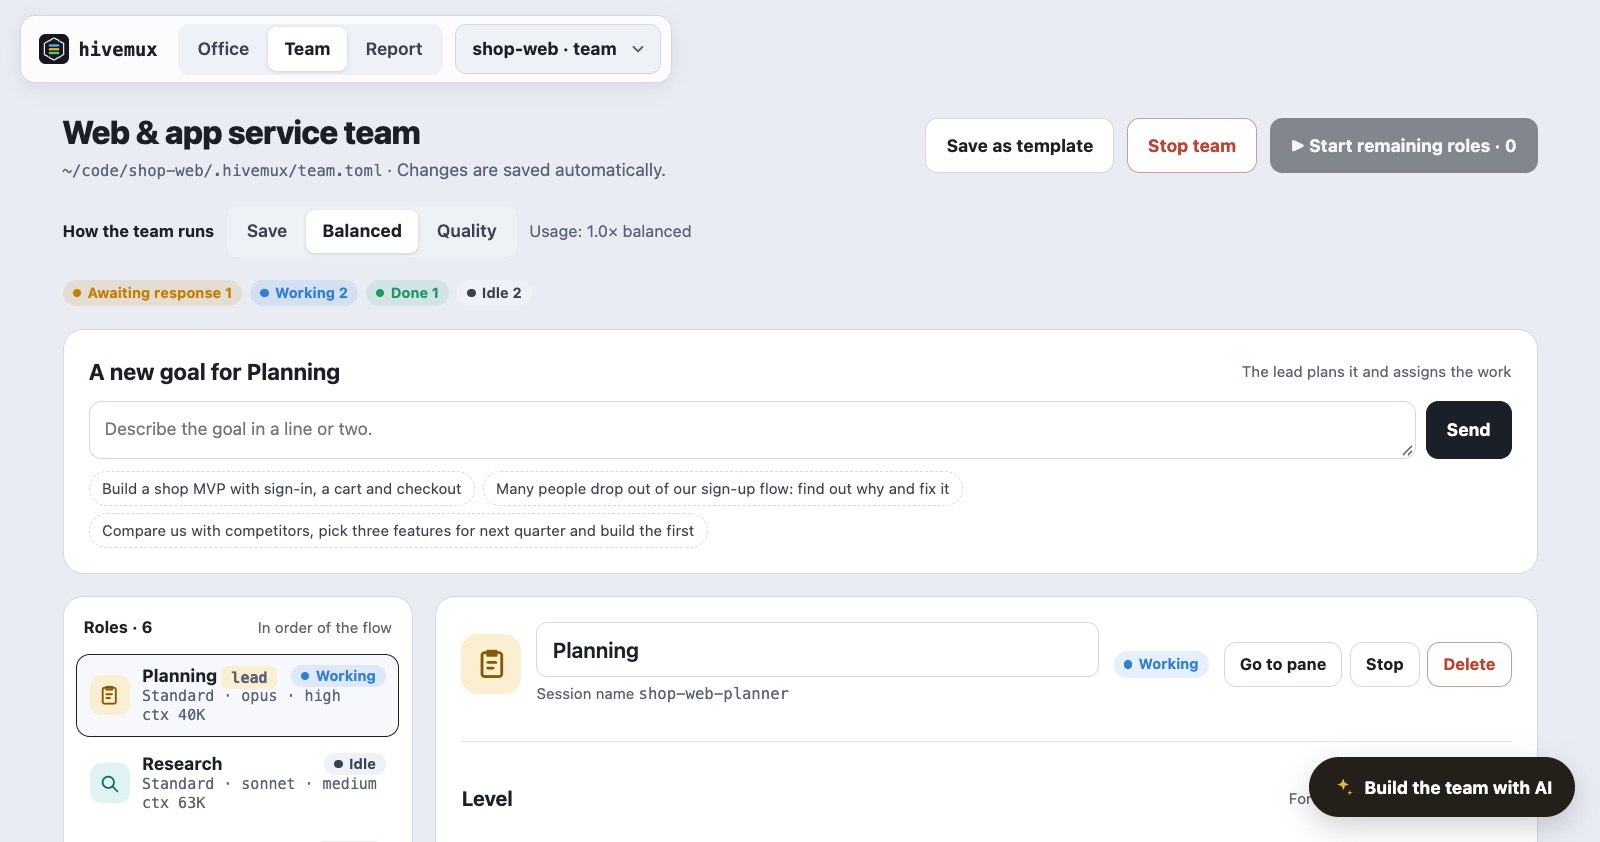 hivemux
Office
Team
Report
shop-web · team
Web & app service team
~/code/shop-web/.hivemux/team.toml · Changes are saved automatically.
Save as template
Stop team
▶ Start remaining roles · 0
How the team runs
Save
Balanced
Quality
Usage: 1.0× balanced
Awaiting response 1
Working 2
Done 1
Idle 2
A new goal for Planning
The lead plans it and assigns the work
Describe the goal in a line or two.
Send
Build a shop MVP with sign-in, a cart and checkout
Many people drop out of our sign-up flow: find out why and fix it
Compare us with competitors, pick three features for next quarter and build the first
Roles · 6
In order of the flow
Planning lead
Working
Standard · opus · high
ctx 40K
Research
Idle
Standard · sonnet · medium
ctx 63K
Planning
Session name shop-web-planner
Working
Go to pane
Stop
Delete
Level
For
Build the team with AI